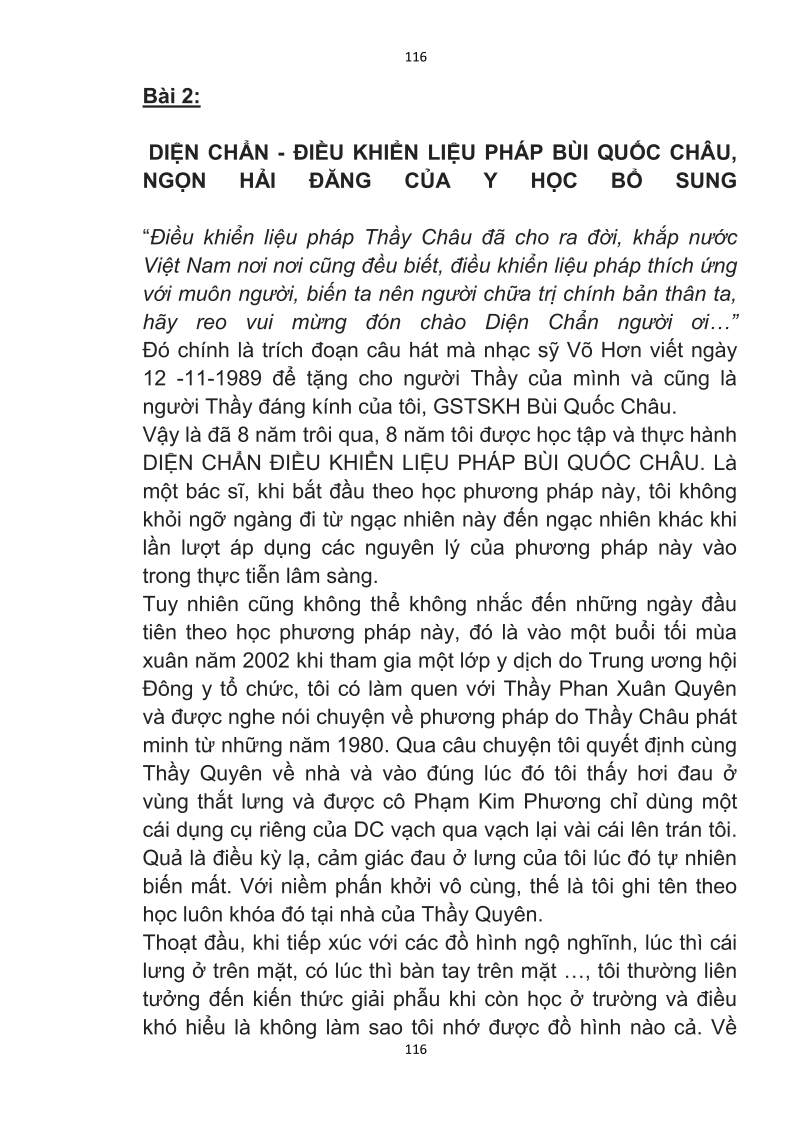 116
Bài 2:
DIỆN CHẨN - ĐIỀU KHIỂN LIỆU PHÁP BÙI QUỐC CHÂU,
NGỌN HẢI ĐĂNG CỦA Y HỌC BỔ SUNG
“Điều khiển liệu pháp Thầy Châu đã cho ra đời, khắp nước
Việt Nam nơi nơi cũng đều biết, điều khiển liệu pháp thích ứng
với muôn người, biến ta nên người chữa trị chính bản thân ta,
hãy reo vui mừng đón chào Diện Chẩn người ơi…”
Đó chính là trích đoạn câu hát mà nhạc sỹ Võ Hơn viết ngày
12 -11-1989 để tặng cho người Thầy của mình và cũng là
người Thầy đáng kính của tôi, GSTSKH Bùi Quốc Châu.
Vậy là đã 8 năm trôi qua, 8 năm tôi được học tập và thực hành
DIỆN CHẨN ĐIỀU KHIỂN LIỆU PHÁP BÙI QUỐC CHÂU. Là
một bác sĩ, khi bắt đầu theo học phương pháp này, tôi không
khỏi ngỡ ngàng đi từ ngạc nhiên này đến ngạc nhiên khác khi
lần lượt áp dụng các nguyên lý của phương pháp này vào
trong thực tiễn lâm sàng.
Tuy nhiên cũng không thể không nhắc đến những ngày đầu
tiên theo học phương pháp này, đó là vào một buổi tối mùa
xuân năm 2002 khi tham gia một lớp y dịch do Trung ương hội
Đông y tổ chức, tôi có làm quen với Thầy Phan Xuân Quyên
và được nghe nói chuyện về phương pháp do Thầy Châu phát
minh từ những năm 1980. Qua câu chuyện tôi quyết định cùng
Thầy Quyên về nhà và vào đúng lúc đó tôi thấy hơi đau ở
vùng thắt lưng và được cô Phạm Kim Phương chỉ dùng một
cái dụng cụ riêng của DC vạch qua vạch lại vài cái lên trán tôi.
Quả là điều kỳ lạ, cảm giác đau ở lưng của tôi lúc đó tự nhiên
biến mất. Với niềm phấn khởi vô cùng, thế là tôi ghi tên theo
học luôn khóa đó tại nhà của Thầy Quyên.
Thoạt đầu, khi tiếp xúc với các đồ hình ngộ nghĩnh, lúc thì cái
lưng ở trên mặt, có lúc thì bàn tay trên mặt …, tôi thường liên
tưởng đến kiến thức giải phẫu khi còn học ở trường và điều
khó hiểu là không làm sao tôi nhớ được đồ hình nào cả. Về
116